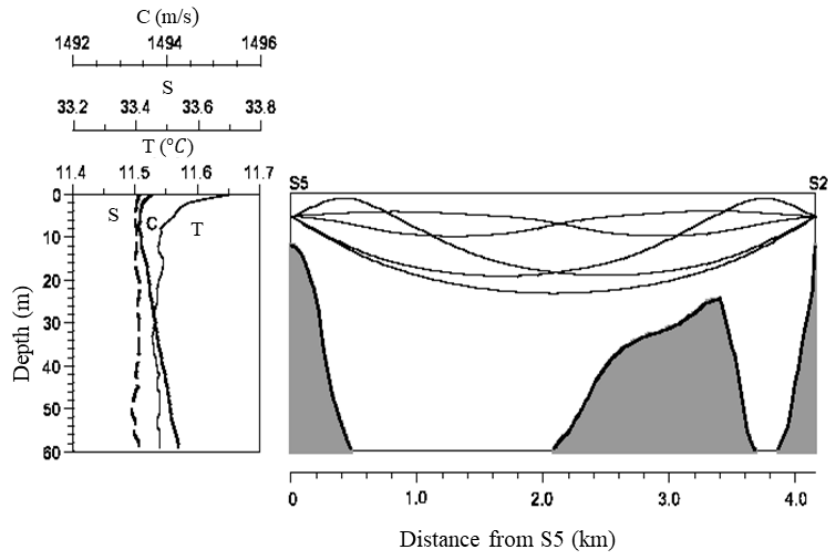 C (m/s)
1492 1494 1496
S
33.2 33.4 33.6 33.8
T (°C)
11.4 11.5 11.6 11.7
S5 S2
0
S C T
10
20
30
40
50
60
Depth (m)
0 1.0 2.0 3.0 4.0
Distance from S5 (km)